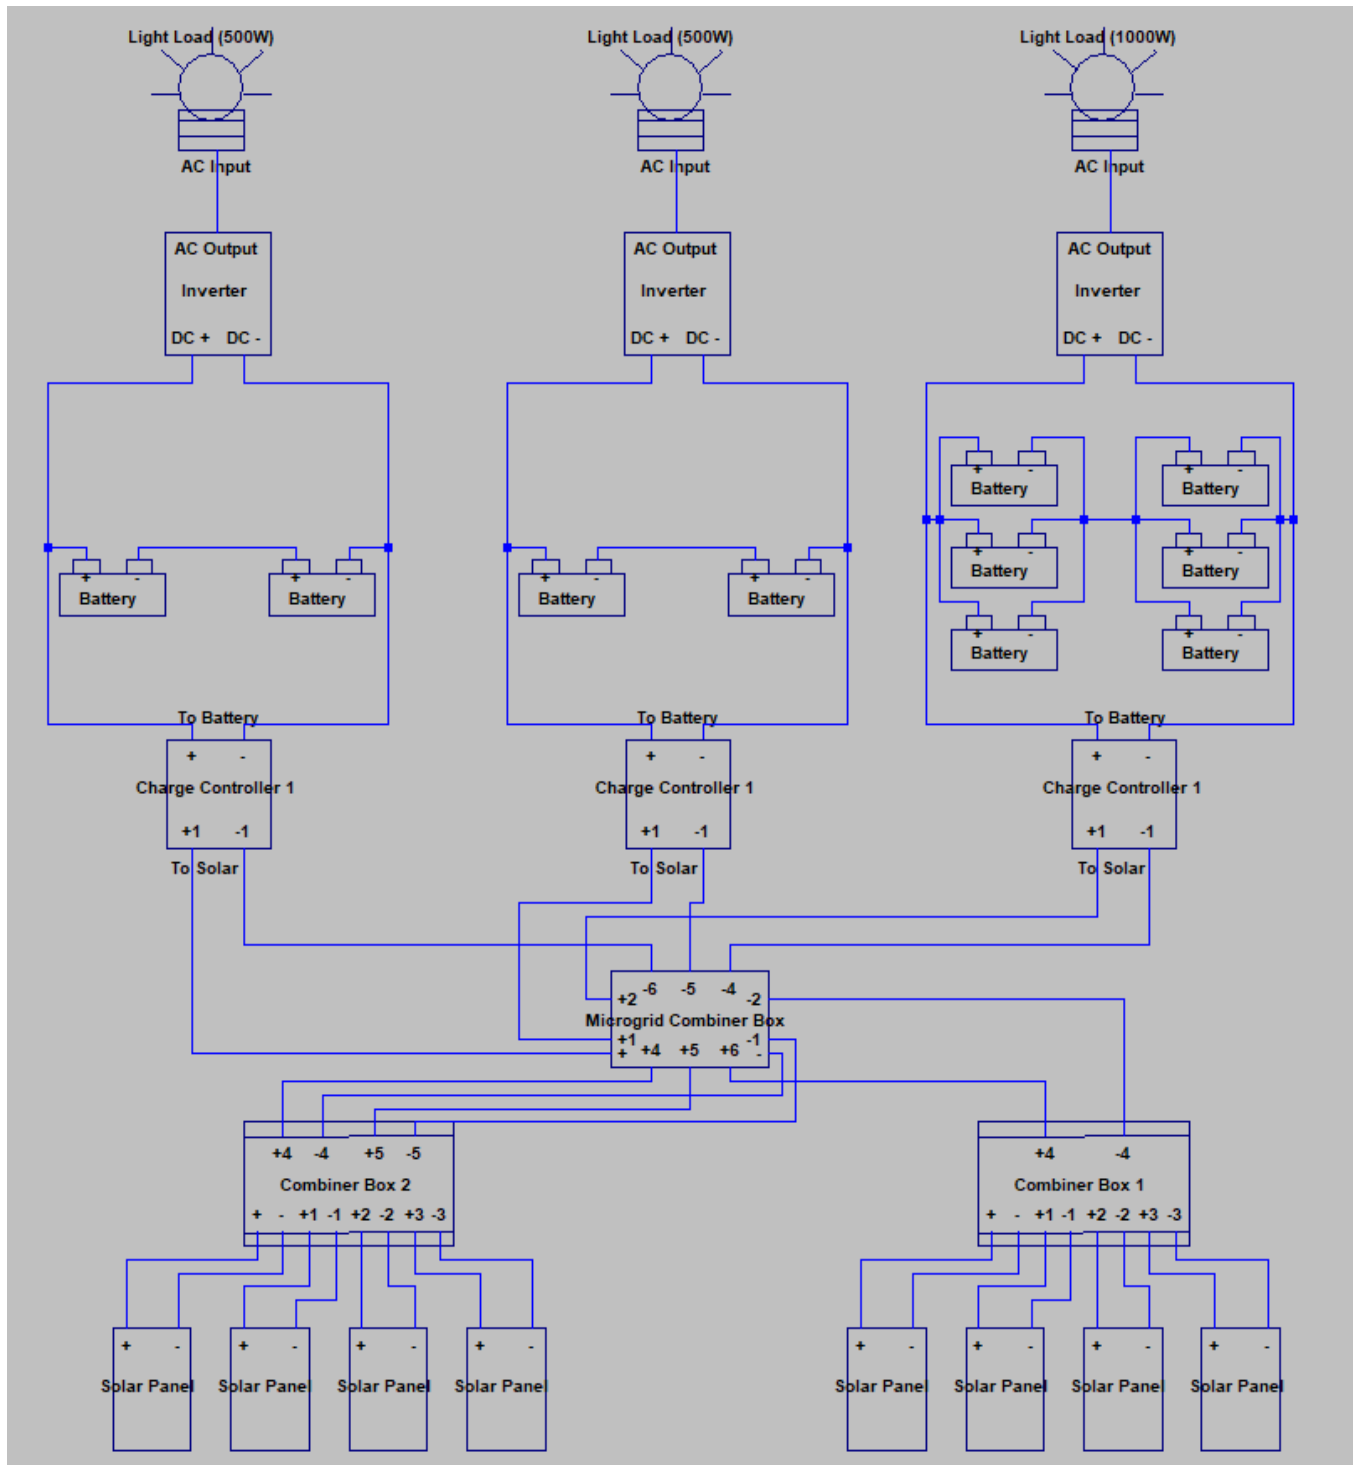 Light Load (500W) Light Load (500W) Light Load (1000W)
AC Input AC Input AC Input
AC Output AC Output AC Output
Inverter Inverter Inverter
DC + DC - DC + DC - DC + DC -
+ - + -
Battery Battery
+ - + -
Battery Battery
+ - + - + - + -
Battery Battery Battery Battery
+ - + -
Battery Battery
To Battery To Battery To Battery
+ - + - + -
Charge Controller 1 Charge Controller 1 Charge Controller 1
+1 -1 +1 -1 +1 -1
To Solar To Solar To Solar
-6 -5 -4
+2 -2
Microgrid Combiner Box
+1 -1
+ +4 +5 +6 -
+4 -4 +5 -5 +4 -4
Combiner Box 2 Combiner Box 1
+ - +1 -1 +2 -2 +3 -3 + - +1 -1 +2 -2 +3 -3
+ - + - + - + - + - + - + - + -
Solar Panel Solar Panel Solar Panel Solar Panel Solar Panel Solar Panel Solar Panel Solar Panel